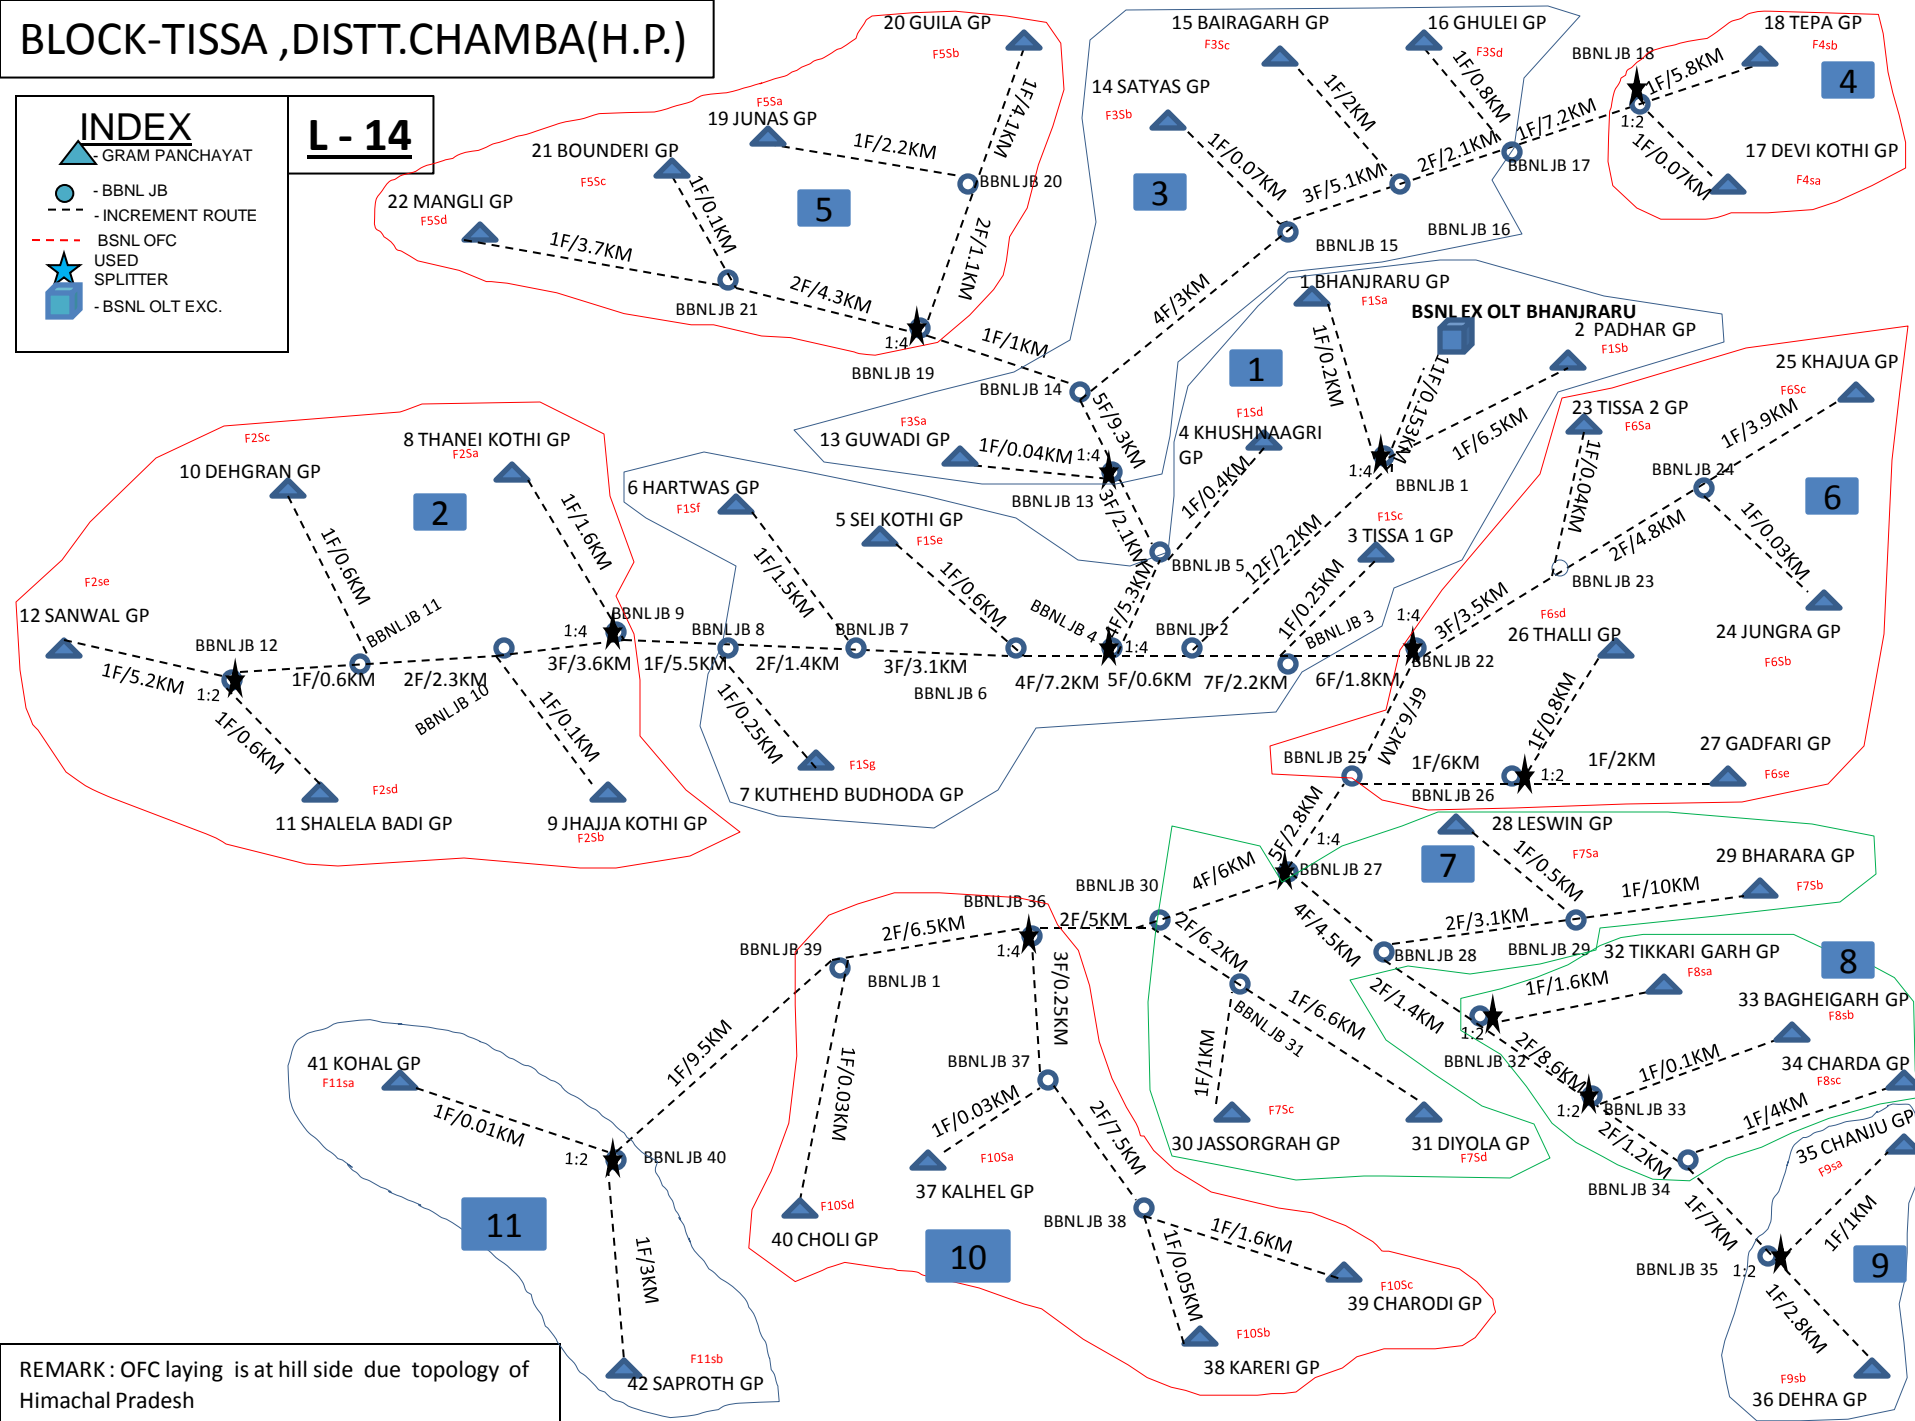 BLOCK-TISSA ,DISTT.CHAMBA(H.P.)
INDEX
- GRAM PANCHAYAT
- BBNL JB
- INCREMENT ROUTE
BSNL OFC
USED
SPLITTER
- BSNL OLT EXC.
L - 14
20 GUILA GP
F5Sb
1F/4.1KM
F5Sa
19 JUNAS GP
1F/2.2KM
BBNLJB 20
21 BOUNDERI GP
F5Sc
1F/0.1KM
22 MANGLI GP
F5Sd
1F/3.7KM
5
2F/1.1KM
2F/4.3KM
BBNLJB 21
1:4
BBNLJB 19
1F/1KM
15 BAIRAGARH GP
F3Sc
1F/2KM
16 GHULEI GP
F3Sd
1F/0.8KM
14 SATYAS GP
F3Sb
1F/0.07KM
3
3F/5.1KM
2F/2.1KM
1F/7.2KM
BBNLJB 17
BBNLJB 16
BBNLJB 15
4F/3KM
BBNLJB 18
18 TEPA GP
F4sb
4
1F/5.8KM
1:2
1F/0.07KM
17 DEVI KOTHI GP
F4sa
1 BHANJRARU GP
F1Sa
BSNL EX OLT BHANJRARU
2 PADHAR GP
F1Sb
1F/0.2KM
11F/0.153KM
1F/6.5KM
1
F1Sd
4 KHUSHNAAGRI
GP
1F/0.4KM
1:4
BBNLJB 1
BBNLJB 14
5F/9.3KM
F3Sa
13 GUWADI GP
1F/0.04KM
1:4
BBNLJB 13
3F/2.1KM
BBNLJB 5
12F/2.2KM
F1Sc
3 TISSA 1 GP
1F/0.25KM
4F/5.3KM
25 KHAJUA GP
F6Sc
1F/3.9KM
23 TISSA 2 GP
F6Sa
1F/0.04KM
BBNLJB 24
6
2F/4.8KM
1F/0.03KM
BBNLJB 23
3F/3.5KM
24 JUNGRA GP
F6Sb
F6sd
26 THALLI GP
1F/0.8KM
1:4
BBNLJB 22
27 GADFARI GP
F6se
1F/2KM
1:2
1F/6KM
BBNLJB 26
BBNLJB 25
6F/6.2KM
F2Sc
10 DEHGRAN GP
8 THANEI KOTHI GP
F2Sa
2
1F/1.6KM
1F/0.6KM
F2se
12 SANWAL GP
1F/5.2KM
BBNLJB 12
1:2
BBNLJB 11
1F/0.6KM
2F/2.3KM
BBNLJB 10
1:4
BBNLJB 9
3F/3.6KM
1F/0.6KM
F2sd
11 SHALELA BADI GP
1F/0.1KM
9 JHAJJA KOTHI GP
F2Sb
6 HARTWAS GP
F1Sf
1F/1.5KM
5 SEI KOTHI GP
F1Se
1F/0.6KM
BBNLJB 8
BBNLJB 7
1F/5.5KM
2F/1.4KM
3F/3.1KM
BBNLJB 6
BBNLJB 4
1:4
BBNLJB 2
BBNLJB 3
4F/7.2KM
5F/0.6KM
7F/2.2KM
6F/1.8KM
1F/0.25KM
F1Sg
7 KUTHEHD BUDHODA GP
5F/2.8KM
1:4
BBNLJB 27
28 LESWIN GP
F7Sa
7
1F/0.5KM
29 BHARARA GP
F7Sb
1F/10KM
2F/3.1KM
BBNLJB 29
4F/4.5KM
BBNLJB 28
4F/6KM
BBNLJB 30
2F/5KM
2F/6.2KM
BBNLJB 31
1F/6.6KM
1F/1KM
F7Sc
30 JASSORGRAH GP
31 DIYOLA GP
F7Sd
32 TIKKARI GARH GP
F8sa
8
1F/1.6KM
2F/1.4KM
1:2
BBNLJB 32
33 BAGHEIGARH GP
F8sb
1F/0.1KM
2F/8.6KM
34 CHARDA GP
F8sc
1F/4KM
1:2
BBNLJB 33
2F/1.2KM
BBNLJB 34
1F/7KM
35 CHANJU GP
F9sa
1F/1KM
9
BBNLJB 35
1:2
1F/2.8KM
F9sb
36 DEHRA GP
BBNLJB 36
1:4
2F/6.5KM
BBNLJB 39
BBNLJB 1
3F/0.25KM
BBNLJB 37
1F/0.03KM
1F/0.03KM
2F/7.5KM
F10Sa
37 KALHEL GP
F10Sd
40 CHOLI GP
10
BBNLJB 38
1F/1.6KM
1F/0.05KM
F10Sc
39 CHARODI GP
F10Sb
38 KARERI GP
1F/9.5KM
41 KOHAL GP
F11sa
1F/0.01KM
1:2
BBNLJB 40
11
1F/3KM
F11sb
42 SAPROTH GP
REMARK : OFC laying is at hill side due topology of
Himachal Pradesh